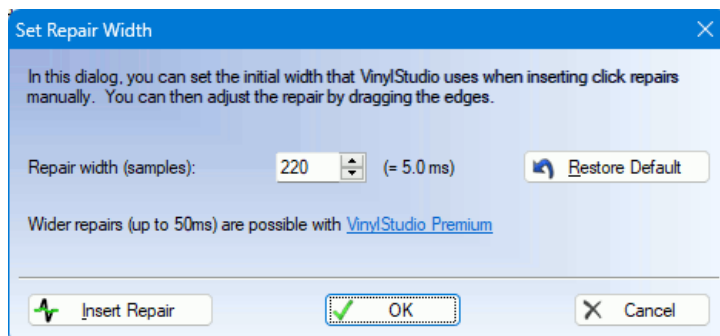 Set Repair Width
In this dialog, you can set the initial width that VinylStudio uses when inserting click repairs
manually. You can then adjust the repair by dragging the edges.
Repair width (samples): 220 (= 5.0 ms) Restore Default
Wider repairs (up to 50ms) are possible with VinylStudio Premium
Insert Repair OK Cancel